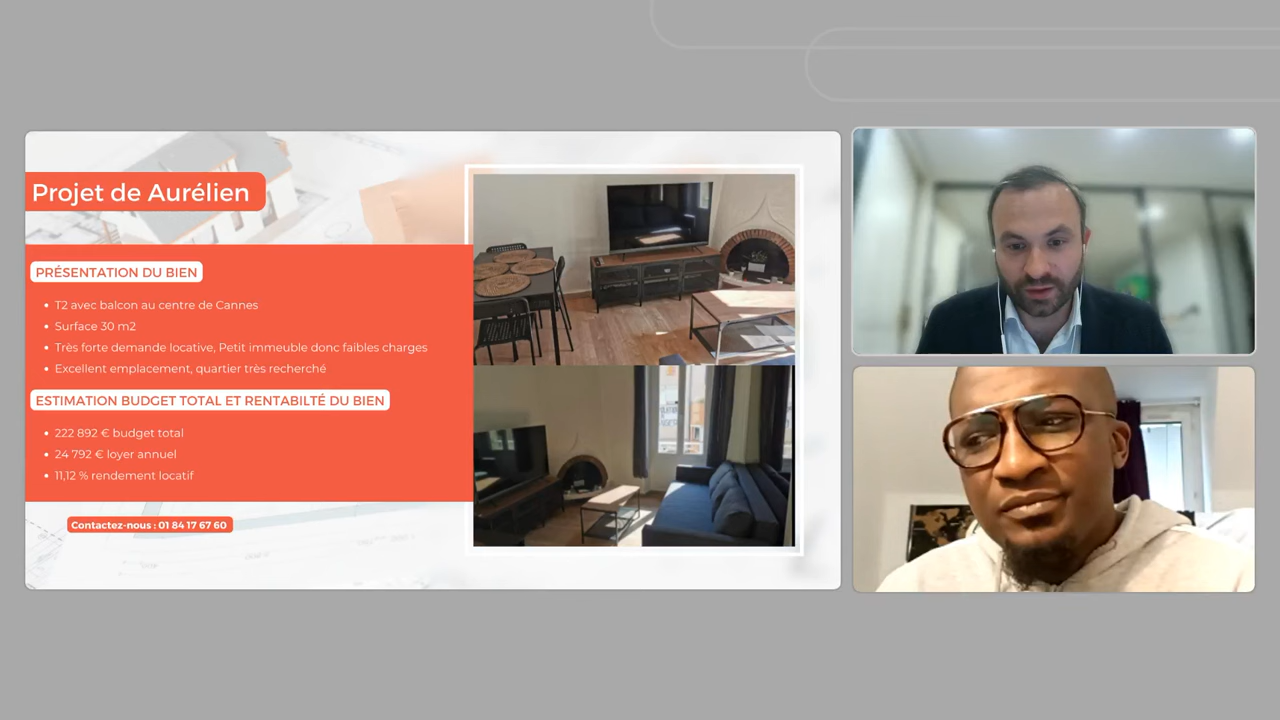 Projet de Aurélien
PRÉSENTATION DU BIEN
• T2 avec balcon au centre de Cannes
• Surface 30 m2
• Très forte demande locative, Petit immeuble donc faibles charges
• Excellent emplacement, quartier très recherché
ESTIMATION BUDGET TOTAL ET RENTABILTÉ DU BIEN
• 222 892 € budget total
• 24 792 € loyer annuel
• 11,12 % rendement locatif
Contactez-nous : 01 84 17 67 60